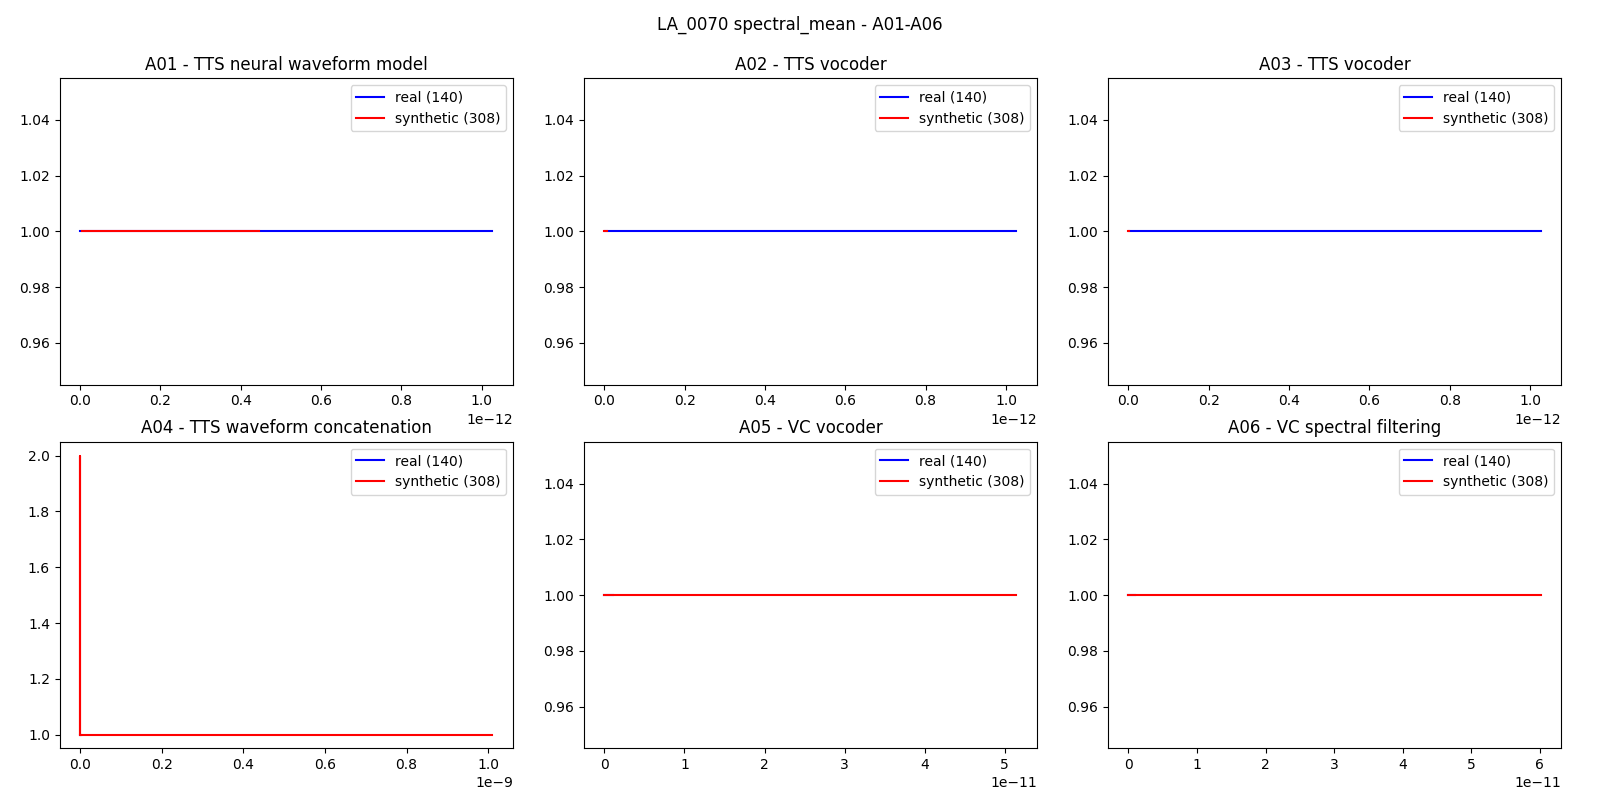 LA_0070 spectral_mean - A01-A06
A01 - TTS neural waveform model
real (140)
synthetic (308)
1.04
1.02
1.00
0.98
0.96
0.0 0.2 0.4 0.6 0.8 1.0
1e−12
A02 - TTS vocoder
real (140)
synthetic (308)
1.04
1.02
1.00
0.98
0.96
0.0 0.2 0.4 0.6 0.8 1.0
1e−12
A03 - TTS vocoder
real (140)
synthetic (308)
1.04
1.02
1.00
0.98
0.96
0.0 0.2 0.4 0.6 0.8 1.0
1e−12
A04 - TTS waveform concatenation
real (140)
synthetic (308)
2.0
1.8
1.6
1.4
1.2
1.0
0.0 0.2 0.4 0.6 0.8 1.0
1e−9
A05 - VC vocoder
real (140)
synthetic (308)
1.04
1.02
1.00
0.98
0.96
0 1 2 3 4 5
1e−11
A06 - VC spectral filtering
real (140)
synthetic (308)
1.04
1.02
1.00
0.98
0.96
0 1 2 3 4 5 6
1e−11